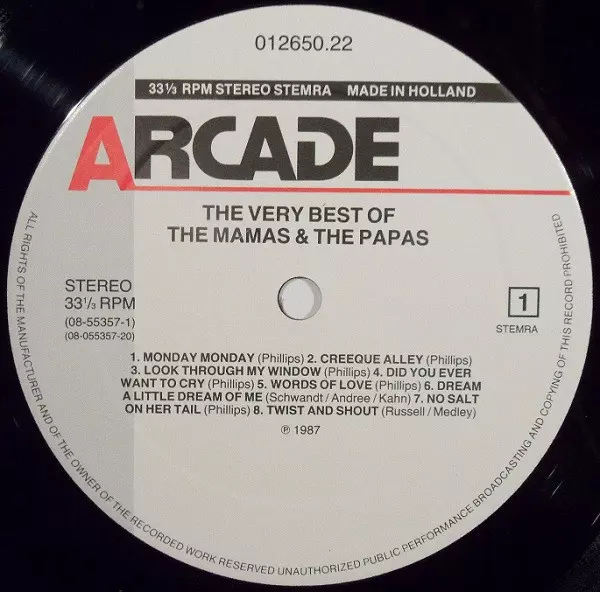 012650.22
33⅓ RPM STEREO STEMRA MADE IN HOLLAND
ARCADE
THE VERY BEST OF
THE MAMAS & THE PAPAS
STEREO
33⅓ RPM
(08-55357-1)
(08-055357-20)
1
STEMRA
1. MONDAY MONDAY (Phillips) 2. CREEQUE ALLEY (Phillips)
3. LOOK THROUGH MY WINDOW (Phillips) 4. DID YOU EVER
WANT TO CRY (Phillips) 5. WORDS OF LOVE (Phillips) 6. DREAM
A LITTLE DREAM OF ME (Schwandt/Andree/Kahn) 7. NO SALT
ON HER TAIL (Phillips) 8. TWIST AND SHOUT (Russell/Medley)
℗ 1987
ALL RIGHTS OF THE MANUFACTURER AND OF THE OWNER OF THE RECORDED WORK RESERVED UNAUTHORIZED PUBLIC PERFORMANCE BROADCASTING AND COPYING OF THIS RECORD PROHIBITED